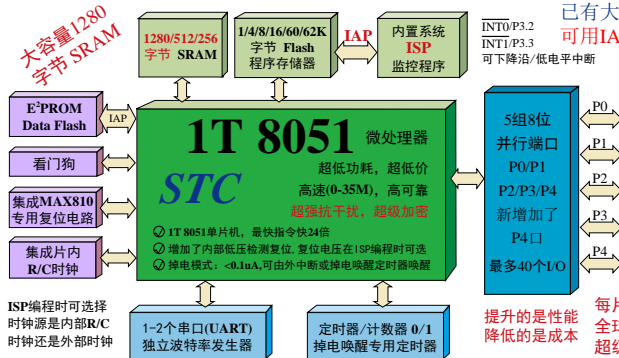 大容量1280
字节 SRAM
1280/512/256
字节 SRAM
1/4/8/16/60/62K
字节 Flash
程序存储器
IAP
内置系统
ISP
监控程序
INT0/P3.2
INT1/P3.3
可下降沿/低电平中断
已有大
可用IA
E²PROM
Data Flash
IAP
看门狗
集成MAX810
专用复位电路
集成片内
R/C时钟
1T 8051 微处理器
STC
超低功耗，超低价
高速(0-35M)，高可靠
超强抗干扰，超级加密
1T 8051单片机，最快指令快24倍
增加了内部低压检测复位, 复位电压在ISP编程时可选
掉电模式：<0.1uA,可由外中断或掉电唤醒定时器唤醒
5组8位
并行端口
P0/P1
P2/P3/P4
新增加了
P4口
最多40个I/O
P0
P1
P2
P3
P4
ISP编程时可选择
时钟源是内部R/C
时钟还是外部时钟
1-2个串口(UART)
独立波特率发生器
定时器/计数器 0/1
掉电唤醒专用定时器
提升的是性能
降低的是成本
每片
全球
超级